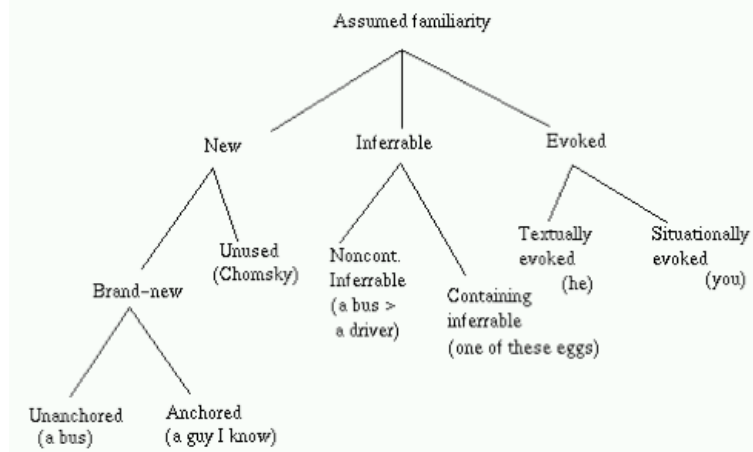 Assumed familiarity
New
Inferrable
Evoked
Unused
(Chomsky)
Brand-new
Noncont.
Inferrable
(a bus >
a driver)
Containing
inferrable
(one of these eggs)
Textually
evoked
(he)
Situationally
evoked
(you)
Unanchored
(a bus)
Anchored
(a guy I know)